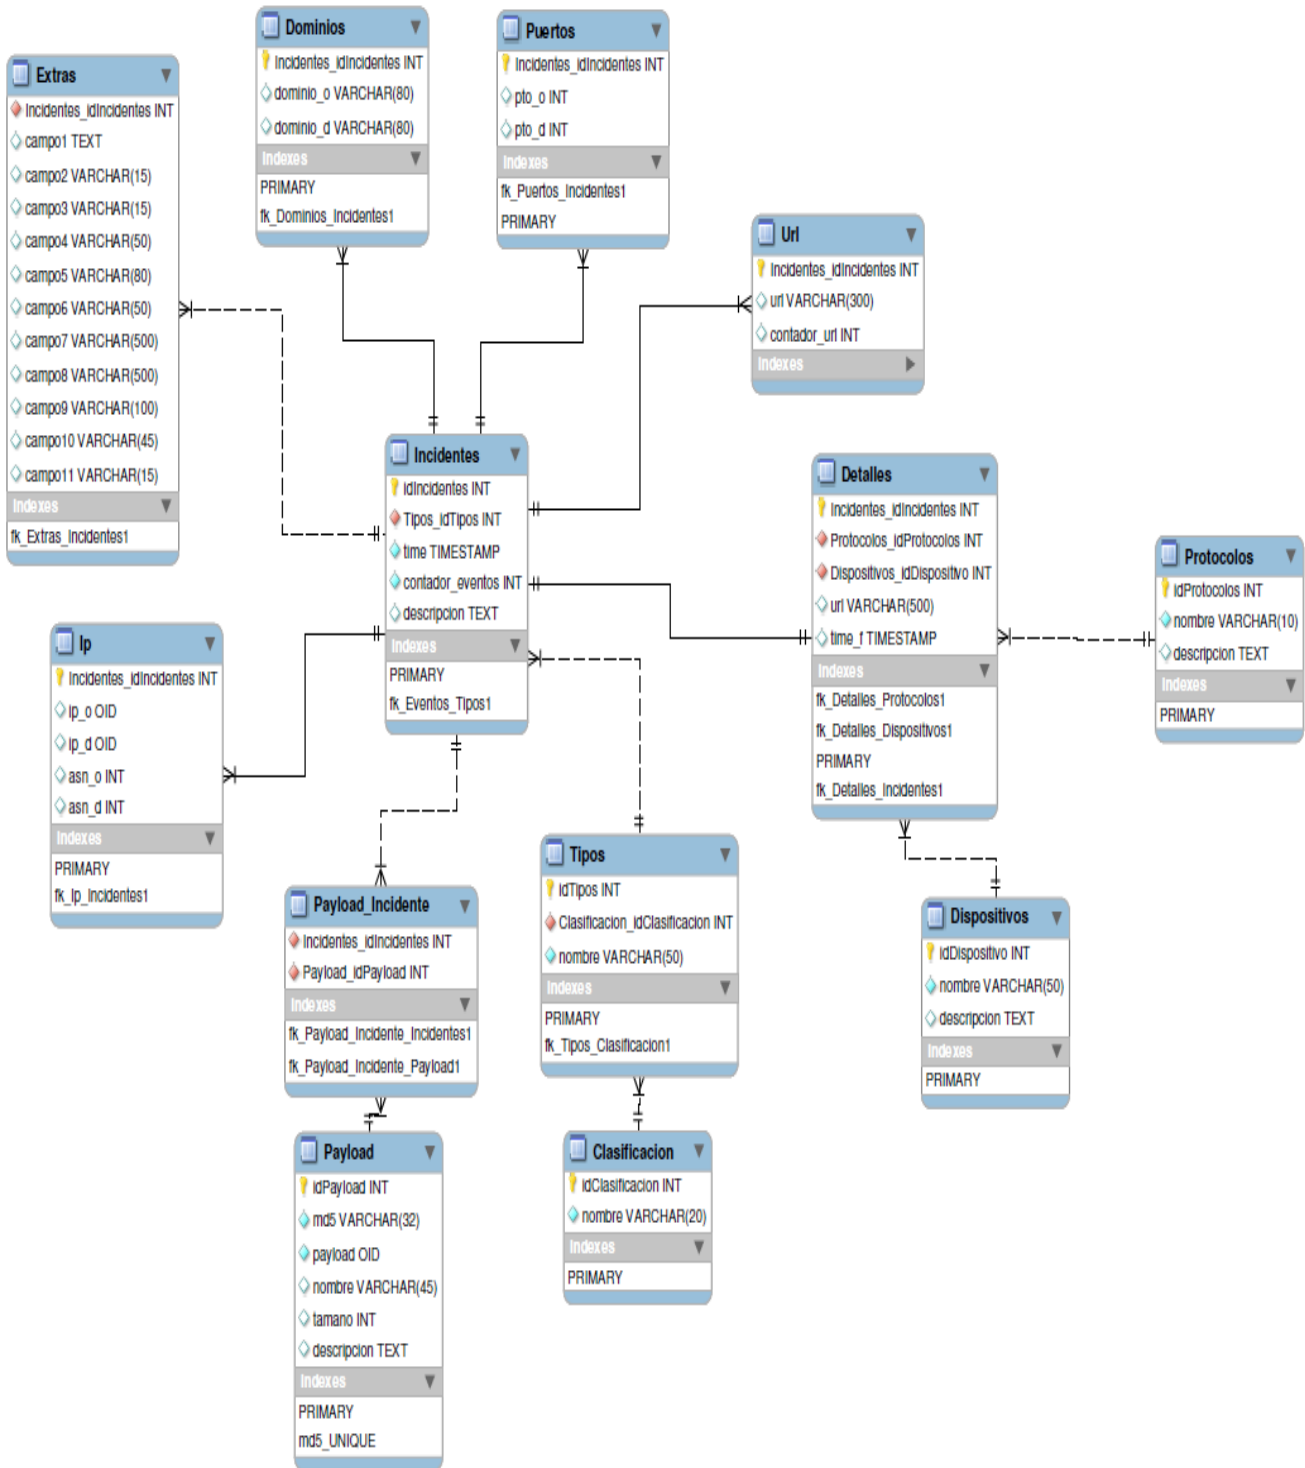 Dominios
Incidentes_idIncidentes INT
dominio_o VARCHAR(80)
dominio_d VARCHAR(80)
Indexes
PRIMARY
fk_Dominios_Incidentes1
Puertos
Incidentes_idIncidentes INT
pto_o INT
pto_d INT
Indexes
fk_Puertos_Incidentes1
PRIMARY
Extras
Incidentes_idIncidentes INT
campo1 TEXT
campo2 VARCHAR(15)
campo3 VARCHAR(15)
campo4 VARCHAR(50)
campo5 VARCHAR(80)
campo6 VARCHAR(50)
campo7 VARCHAR(500)
campo8 VARCHAR(500)
campo9 VARCHAR(100)
campo10 VARCHAR(45)
campo11 VARCHAR(15)
Indexes
fk_Extras_Incidentes1
Url
Incidentes_idIncidentes INT
url VARCHAR(300)
contador_url INT
Indexes
Incidentes
idIncidentes INT
Tipos_idTipos INT
time TIMESTAMP
contador_eventos INT
descripcion TEXT
Indexes
PRIMARY
fk_Eventos_Tipos1
Detalles
Incidentes_idIncidentes INT
Protocolos_idProtocolos INT
Dispositivos_idDispositivo INT
url VARCHAR(500)
time_f TIMESTAMP
Indexes
fk_Detalles_Protocolos1
fk_Detalles_Dispositivos1
PRIMARY
fk_Detalles_Incidentes1
Protocolos
idProtocolos INT
nombre VARCHAR(10)
descripcion TEXT
Indexes
PRIMARY
Ip
Incidentes_idIncidentes INT
ip_o OID
ip_d OID
asn_o INT
asn_d INT
Indexes
PRIMARY
fk_Ip_Incidentes1
Payload_Incidente
Incidentes_idIncidentes INT
Payload_idPayload INT
Indexes
fk_Payload_Incidente_Incidentes1
fk_Payload_Incidente_Payload1
Tipos
idTipos INT
Clasificacion_idClasificacion INT
nombre VARCHAR(50)
Indexes
PRIMARY
fk_Tipos_Clasificacion1
Dispositivos
idDispositivo INT
nombre VARCHAR(50)
descripcion TEXT
Indexes
PRIMARY
Payload
idPayload INT
md5 VARCHAR(32)
payload OID
nombre VARCHAR(45)
tamano INT
descripcion TEXT
Indexes
PRIMARY
md5_UNIQUE
Clasificacion
idClasificacion INT
nombre VARCHAR(20)
Indexes
PRIMARY